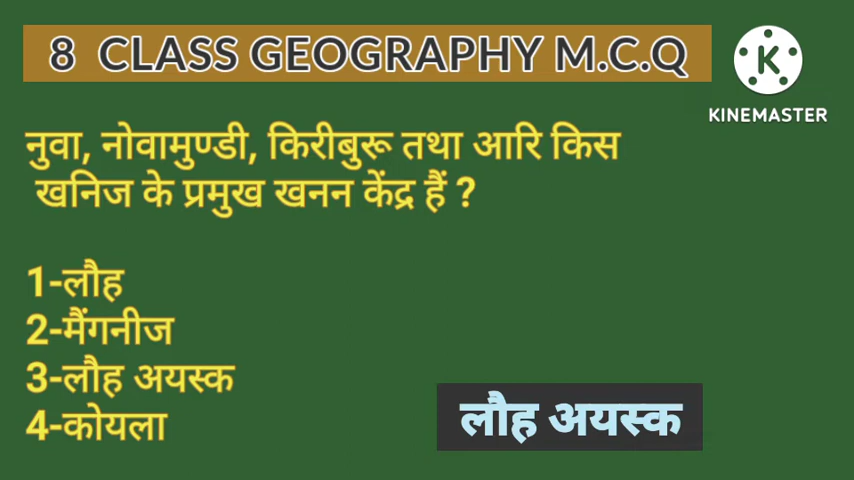 8 CLASS GEOGRAPHY M.C.Q
K
KINEMASTER
नुवा, नोवामुण्डी, किरीबुरू तथा आरि किस
खनिज के प्रमुख खनन केंद्र हैं ?
1-लौह
2-मैंगनीज
3-लौह अयस्क
4-कोयला
लौह अयस्क